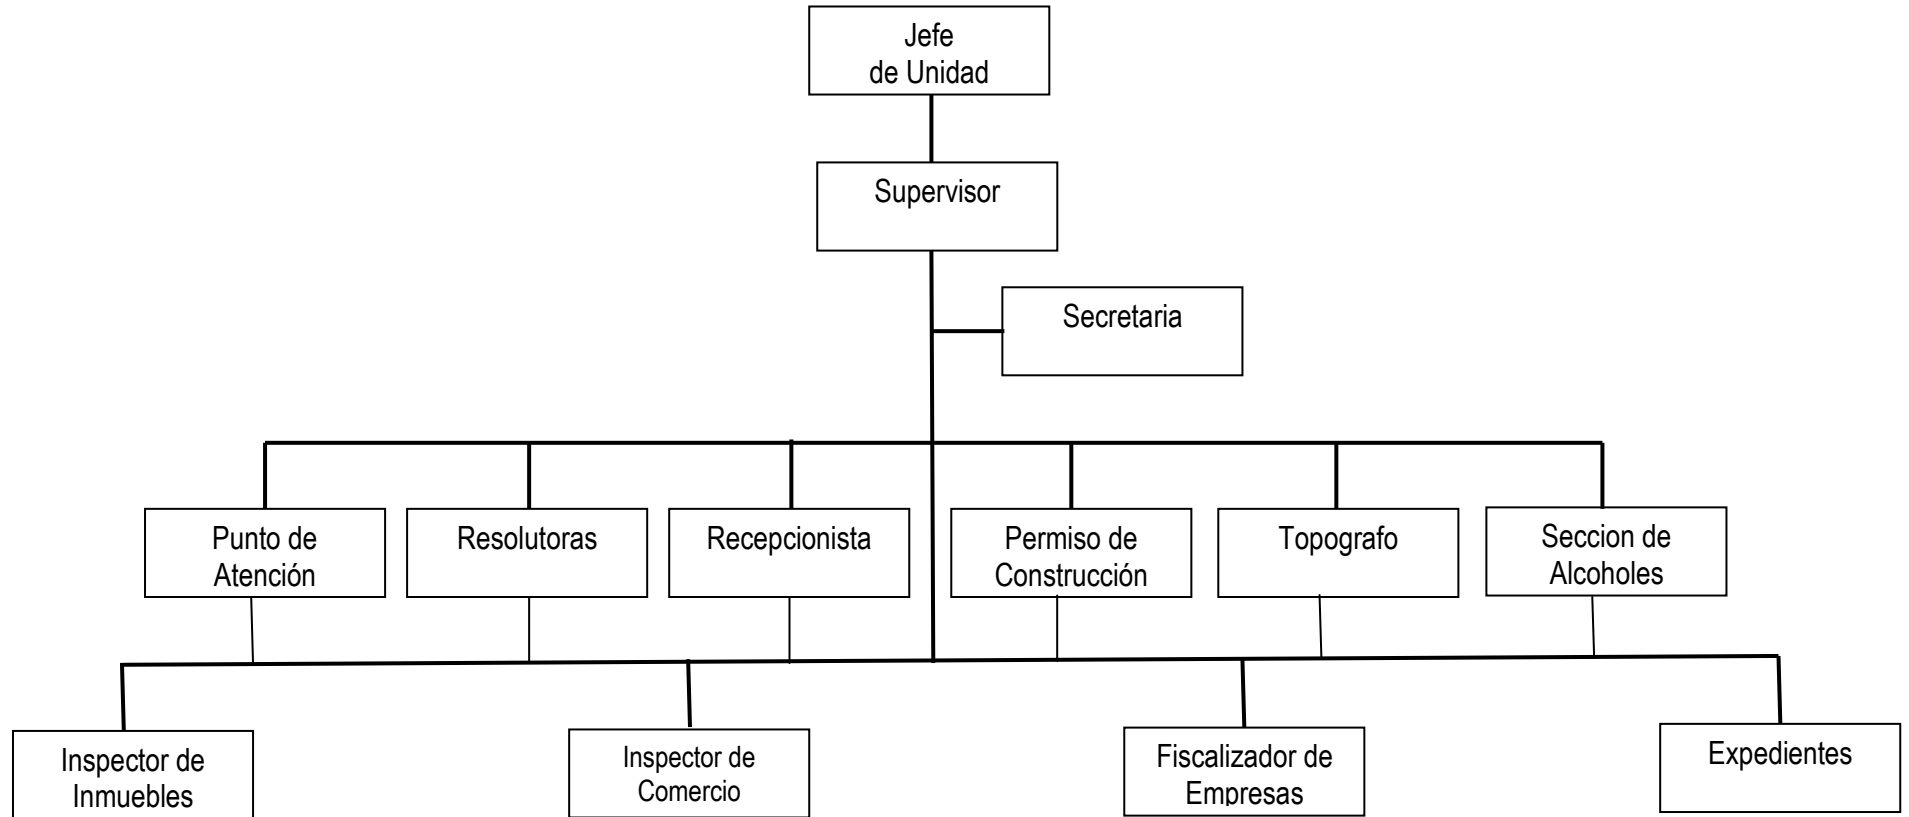 Jefe
de Unidad
Supervisor
Secretaria
Punto de
Atención
Resolutoras
Recepcionista
Permiso de
Construcción
Topografo
Seccion de
Alcoholes
Inspector de
Inmuebles
Inspector de
Comercio
Fiscalizador de
Empresas
Expedientes